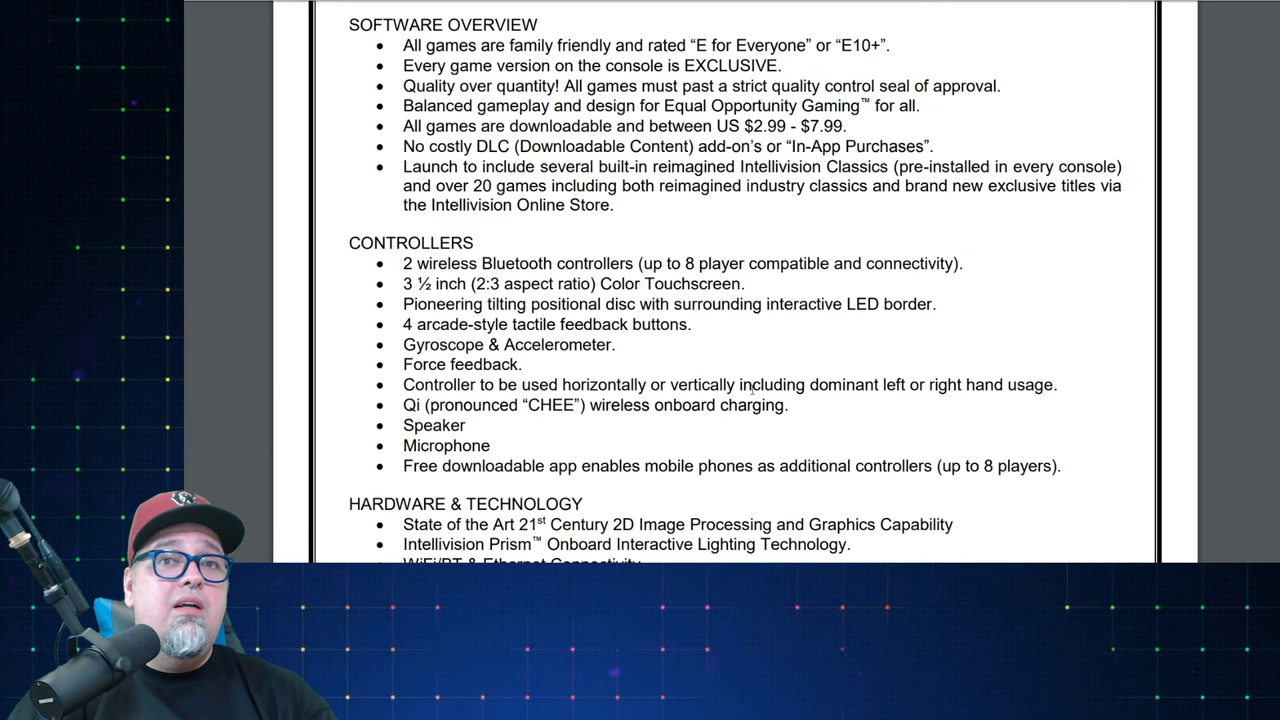 SOFTWARE OVERVIEW
• All games are family friendly and rated “E for Everyone” or “E10+”.
• Every game version on the console is EXCLUSIVE.
• Quality over quantity! All games must past a strict quality control seal of approval.
• Balanced gameplay and design for Equal Opportunity Gaming™ for all.
• All games are downloadable and between US $2.99 - $7.99.
• No costly DLC (Downloadable Content) add-on’s or “In-App Purchases”.
• Launch to include several built-in reimagined Intellivision Classics (pre-installed in every console)
and over 20 games including both reimagined industry classics and brand new exclusive titles via
the Intellivision Online Store.
CONTROLLERS
• 2 wireless Bluetooth controllers (up to 8 player compatible and connectivity).
• 3 ½ inch (2:3 aspect ratio) Color Touchscreen.
• Pioneering tilting positional disc with surrounding interactive LED border.
• 4 arcade-style tactile feedback buttons.
• Gyroscope & Accelerometer.
• Force feedback.
• Controller to be used horizontally or vertically including dominant left or right hand usage.
• Qi (pronounced “CHEE”) wireless onboard charging.
• Speaker
• Microphone
• Free downloadable app enables mobile phones as additional controllers (up to 8 players).
HARDWARE & TECHNOLOGY
• State of the Art 21st Century 2D Image Processing and Graphics Capability
• Intellivision Prism™ Onboard Interactive Lighting Technology.
WiFi/BT & Ethernet Connectivity